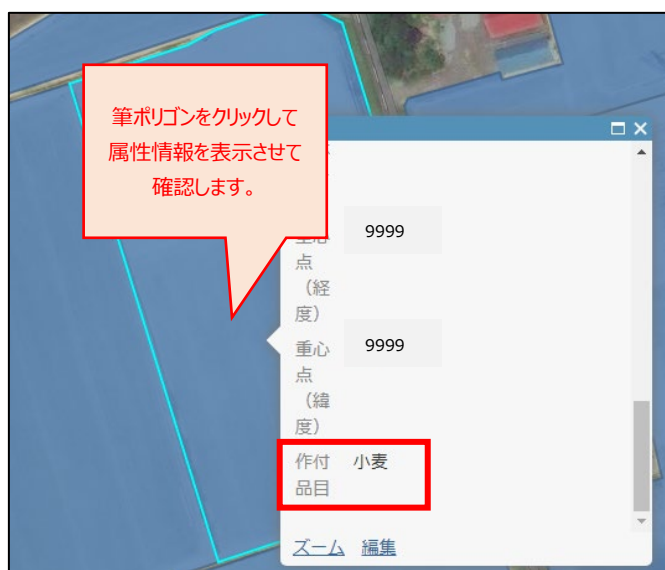 筆ポリゴンをクリックして
属性情報を表示させて
確認します。
9999
点
（経
度）
重心 9999
点
（緯
度）
作付 小麦
品目
ズーム 編集